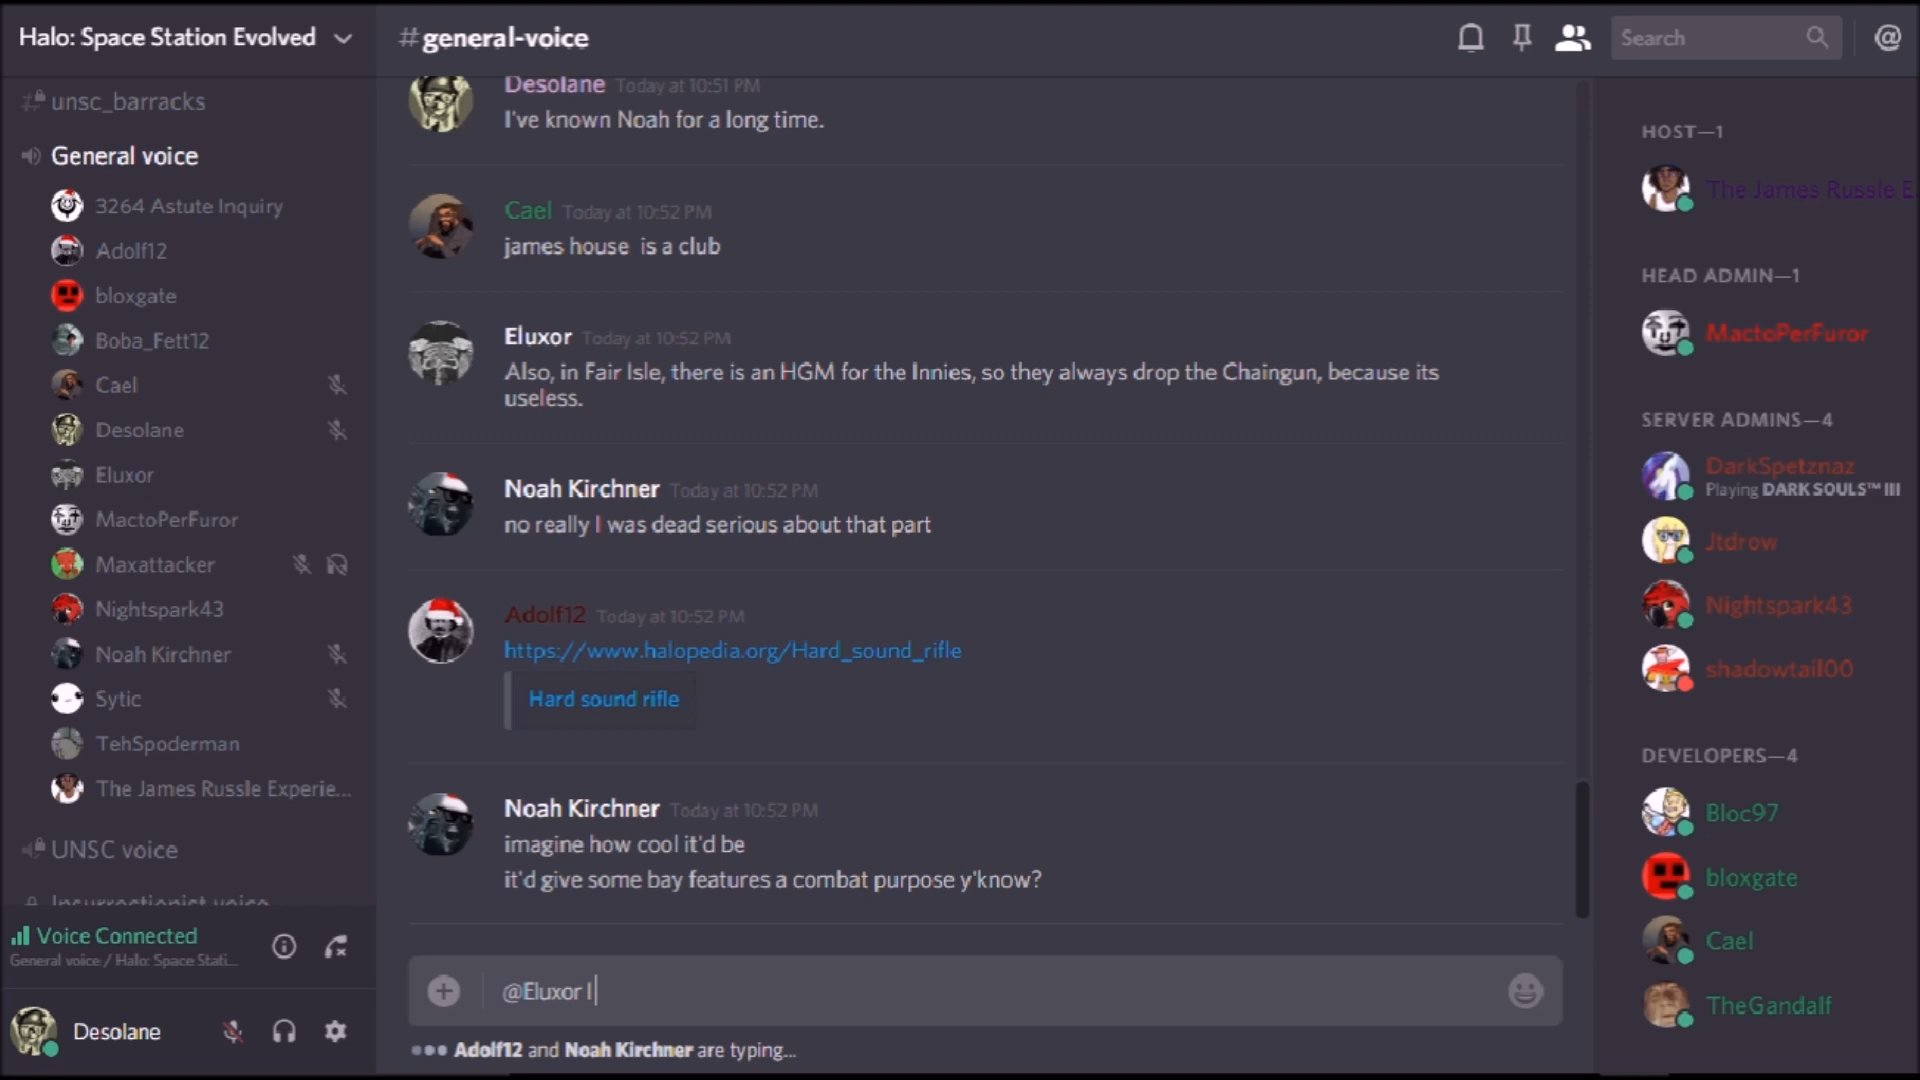 Halo: Space Station Evolved
unsc_barracks
General voice
3264 Astute Inquiry
Adolf12
bloxgate
Boba_Fett12
Cael
Desolane
Eluxor
MactoPerFuror
Maxattacker
Nightspark43
Noah Kirchner
Sytic
TehSpoderman
The James Russle Experie...
UNSC voice
Insurrectionist voice
Voice Connected
General voice / Halo: Space Stati...
Desolane
#general-voice
Search
@
Desolane Today at 10:51 PM
I've known Noah for a long time.
Cael Today at 10:52 PM
james house is a club
Eluxor Today at 10:52 PM
Also, in Fair Isle, there is an HGM for the Innies, so they always drop the Chaingun, because its
useless.
Noah Kirchner Today at 10:52 PM
no really I was dead serious about that part
Adolf12 Today at 10:52 PM
https://www.halopedia.org/Hard_sound_rifle
Hard sound rifle
Noah Kirchner Today at 10:52 PM
imagine how cool it'd be
it'd give some bay features a combat purpose y'know?
@Eluxor I
Adolf12 and Noah Kirchner are typing...
HOST—1
The James Russle E
HEAD ADMIN—1
MactoPerFuror
SERVER ADMINS—4
DarkSpetznaz
Playing DARK SOULS™ III
Jtdrow
Nightspark43
shadowtail00
DEVELOPERS—4
Bloc97
bloxgate
Cael
TheGandalf